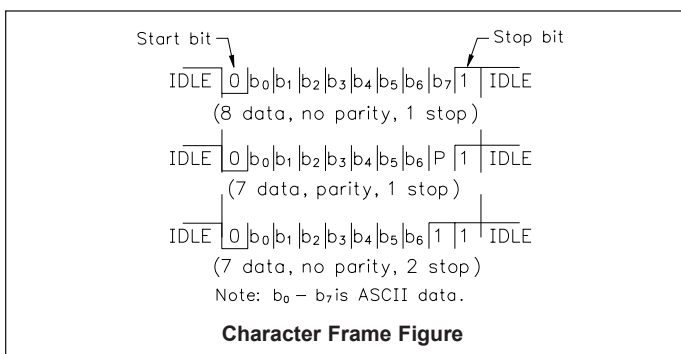 Start bit Stop bit
IDLE 0 b₀ b₁ b₂ b₃ b₄ b₅ b₆ b₇ 1 IDLE
(8 data, no parity, 1 stop)
IDLE 0 b₀ b₁ b₂ b₃ b₄ b₅ b₆ P 1 IDLE
(7 data, parity, 1 stop)
IDLE 0 b₀ b₁ b₂ b₃ b₄ b₅ b₆ 1 1 IDLE
(7 data, no parity, 2 stop)
Note: b₀ – b₇ is ASCII data.
Character Frame Figure